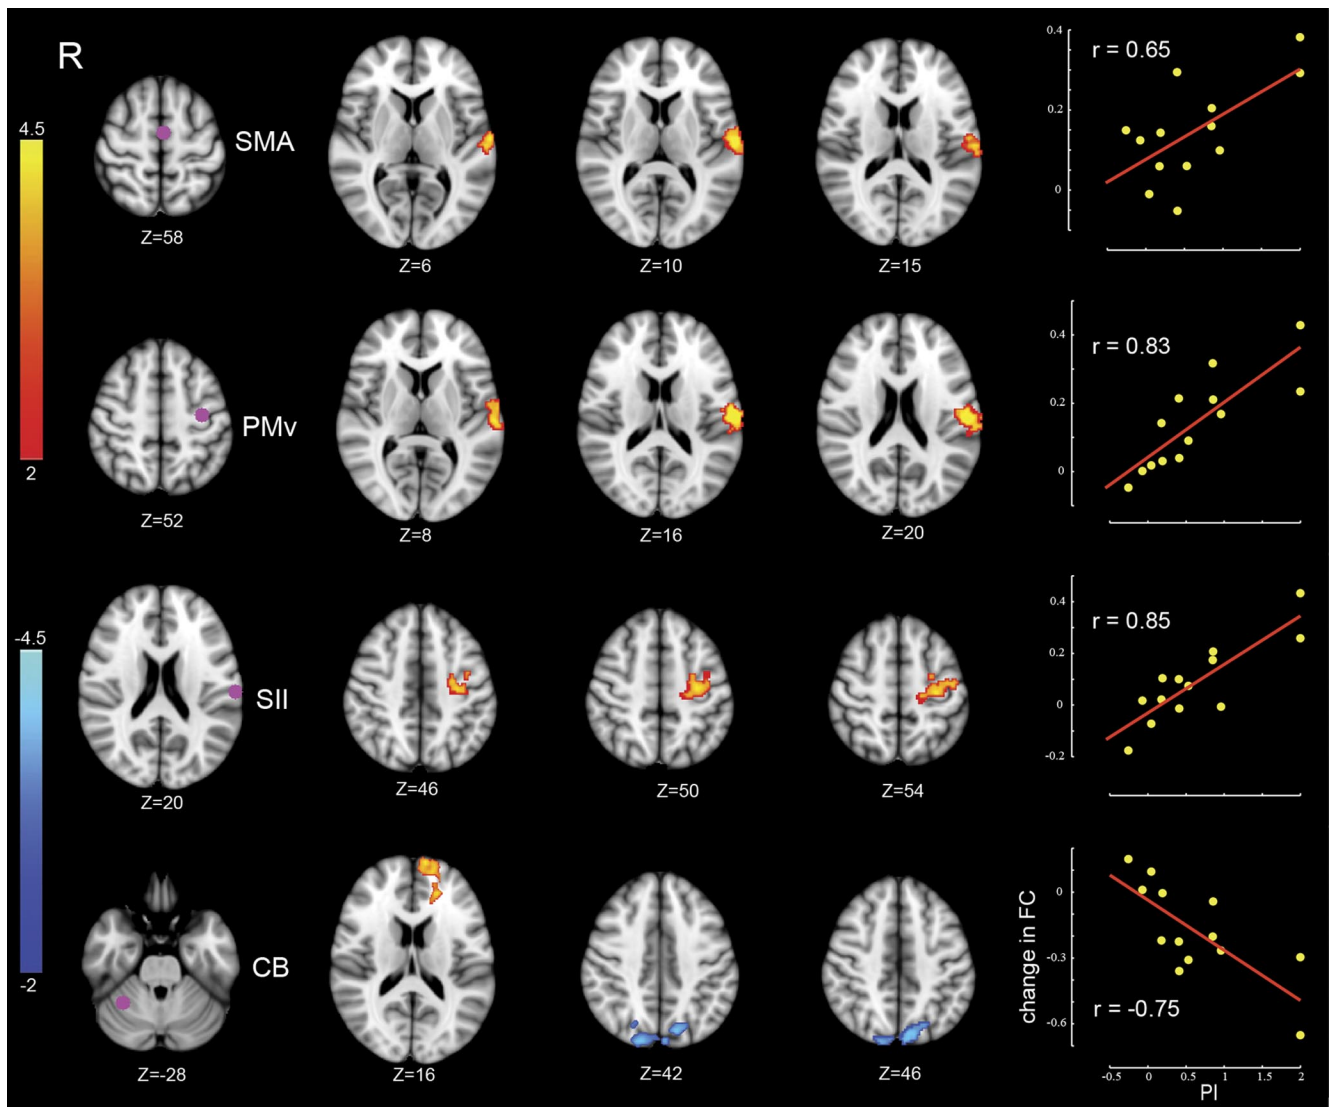 R
4.5
2
-4.5
-2
SMA
Z=58
Z=6
Z=10
Z=15
r = 0.65
0.4
0.2
0
PMv
Z=52
Z=8
Z=16
Z=20
r = 0.83
0.4
0.2
0
SII
Z=20
Z=46
Z=50
Z=54
r = 0.85
0.4
0.2
0
-0.2
CB
Z=-28
Z=16
Z=42
Z=46
change in FC
0
-0.3
-0.6
r = -0.75
-0.5 0 0.5 1 1.5 2
PI